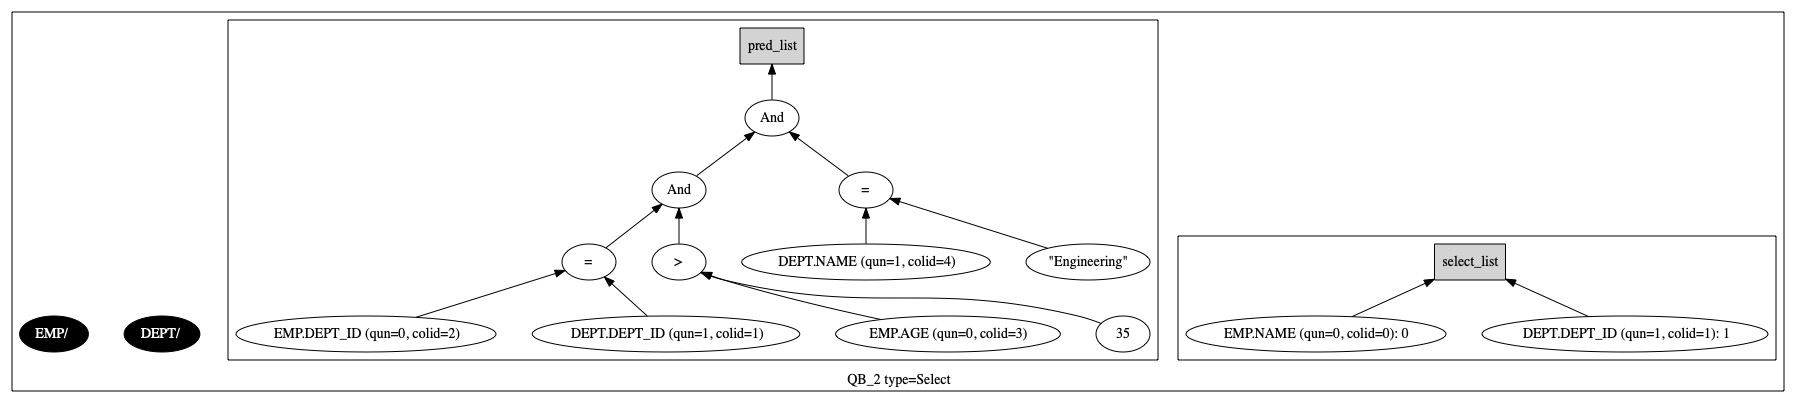 pred_list
And
And
=
=
>
DEPT.NAME (qun=1, colid=4)
"Engineering"
select_list
EMP/
DEPT/
EMP.DEPT_ID (qun=0, colid=2)
DEPT.DEPT_ID (qun=1, colid=1)
EMP.AGE (qun=0, colid=3)
35
EMP.NAME (qun=0, colid=0): 0
DEPT.DEPT_ID (qun=1, colid=1): 1
QB_2 type=Select